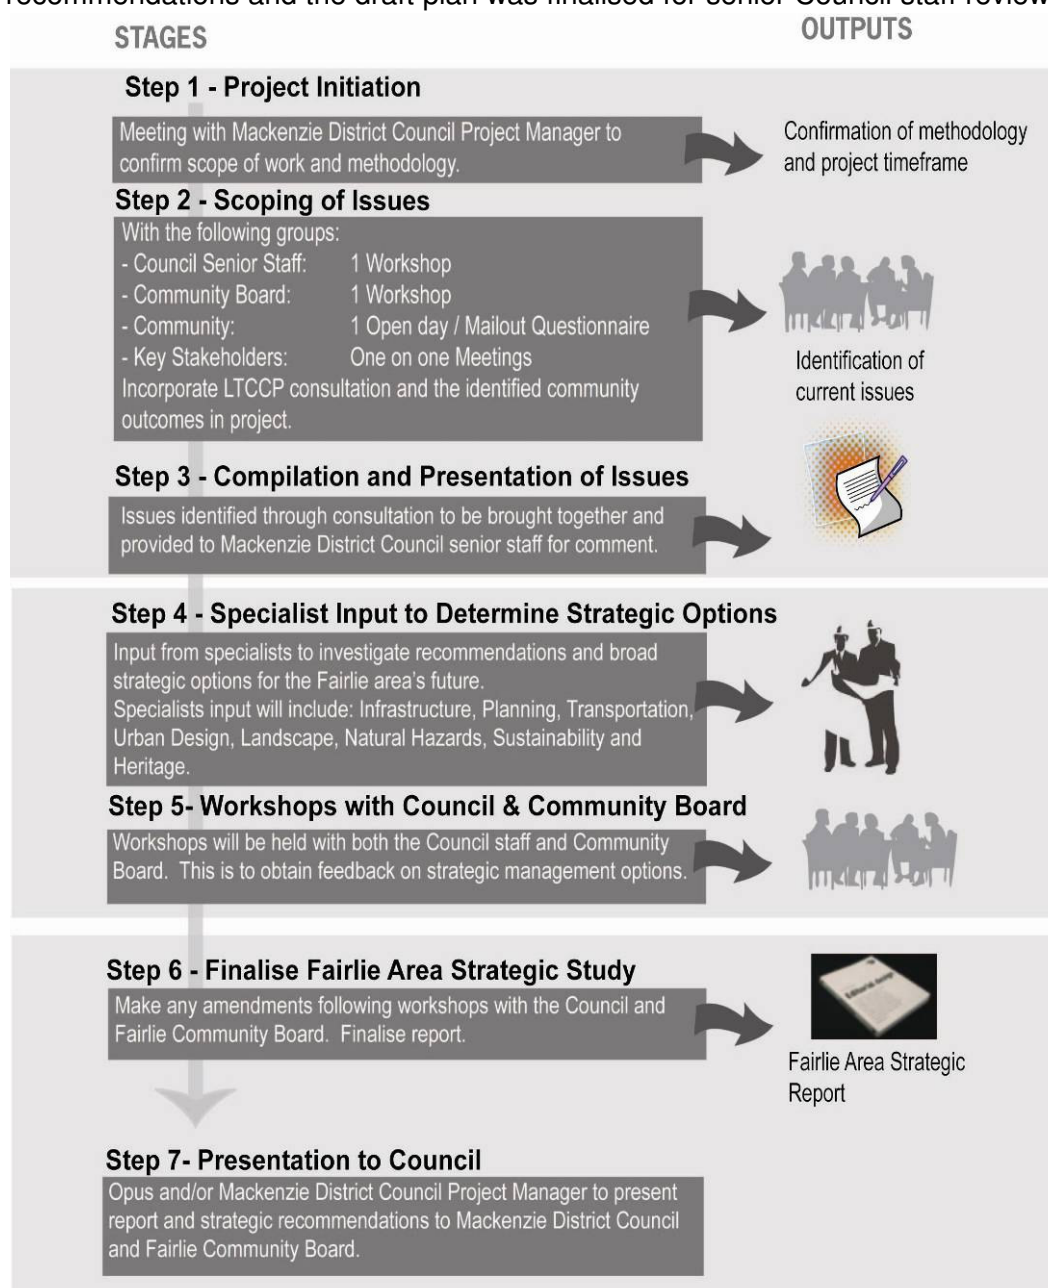 recommendations and the draft plan was finalised for senior Council staff review
STAGES
OUTPUTS
Step 1 - Project Initiation
Meeting with Mackenzie District Council Project Manager to
confirm scope of work and methodology.
Confirmation of methodology
and project timeframe
Step 2 - Scoping of Issues
With the following groups:
- Council Senior Staff: 1 Workshop
- Community Board: 1 Workshop
- Community: 1 Open day / Mailout Questionnaire
- Key Stakeholders: One on one Meetings
Incorporate LTCCP consultation and the identified community
outcomes in project.
Identification of
current issues
Step 3 - Compilation and Presentation of Issues
Issues identified through consultation to be brought together and
provided to Mackenzie District Council senior staff for comment.
Step 4 - Specialist Input to Determine Strategic Options
Input from specialists to investigate recommendations and broad
strategic options for the Fairlie area's future.
Specialists input will include: Infrastructure, Planning, Transportation,
Urban Design, Landscape, Natural Hazards, Sustainability and
Heritage.
Step 5- Workshops with Council & Community Board
Workshops will be held with both the Council staff and Community
Board. This is to obtain feedback on strategic management options.
Step 6 - Finalise Fairlie Area Strategic Study
Make any amendments following workshops with the Council and
Fairlie Community Board. Finalise report.
Fairlie Area Strategic
Report
Step 7- Presentation to Council
Opus and/or Mackenzie District Council Project Manager to present
report and strategic recommendations to Mackenzie District Council
and Fairlie Community Board.